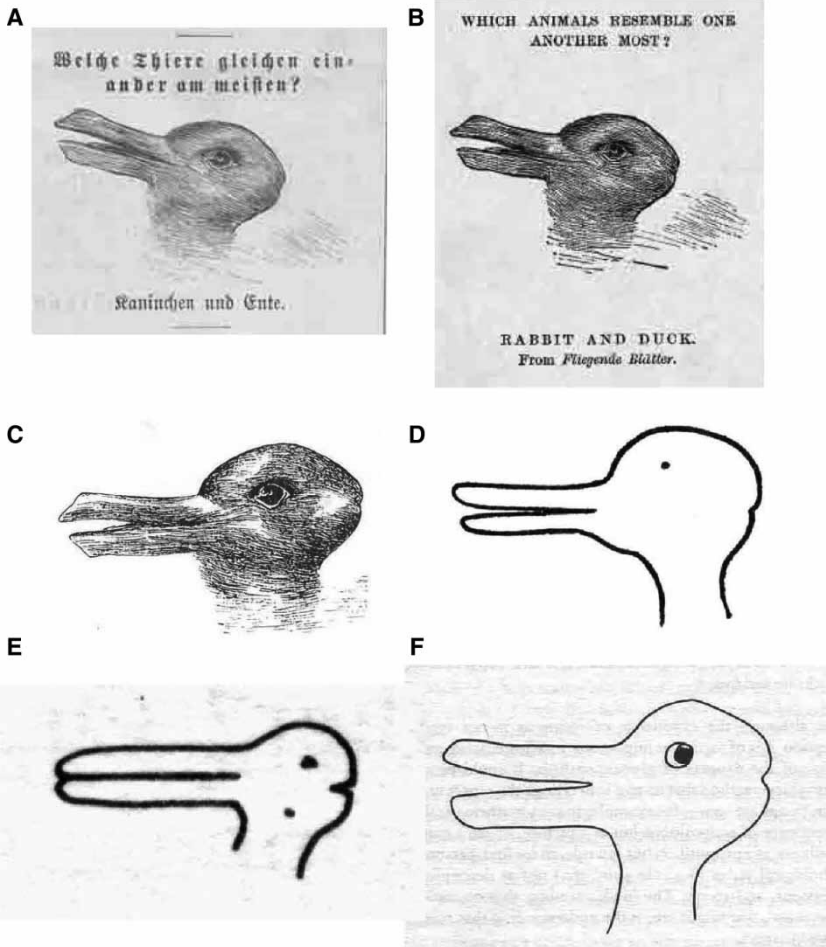 A
Welche Thiere gleichen ein=
ander am meisten?
Kaninchen und Ente.
B
WHICH ANIMALS RESEMBLE ONE
ANOTHER MOST?
RABBIT AND DUCK.
From Fliegende Blätter.
C
D
E
F